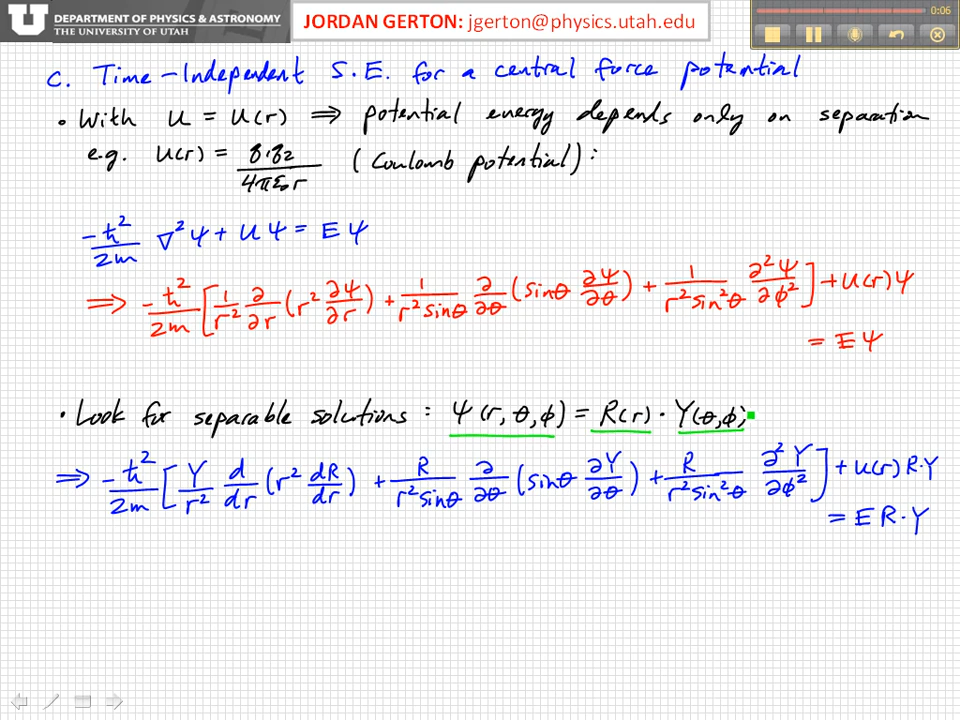 U DEPARTMENT OF PHYSICS & ASTRONOMY
THE UNIVERSITY OF UTAH
JORDAN GERTON: jgerton@physics.utah.edu
0:06
C. Time-Independent S.E. for a central force potential
• With U = U(r) ⟹ potential energy depends only on separation
e.g. U(r) = q₁q₂/4πε₀r (Coulomb potential):
-ħ²/2m ∇²Ψ + UΨ = EΨ
⟹ -ħ²/2m [1/r² ∂/∂r (r² ∂Ψ/∂r) + 1/r² sinθ ∂/∂θ (sinθ ∂Ψ/∂θ) + 1/r² sin²θ ∂²Ψ/∂ϕ²] + U(r)Ψ
= EΨ
• Look for separable solutions: Ψ(r, θ, ϕ) = R(r) · Y(θ,ϕ)
⟹ -ħ²/2m [Y/r² d/dr (r² dR/dr) + R/r² sinθ ∂/∂θ (sinθ ∂Y/∂θ) + R/r² sin²θ ∂²Y/∂ϕ²] + U(r) R·Y
= E R·Y